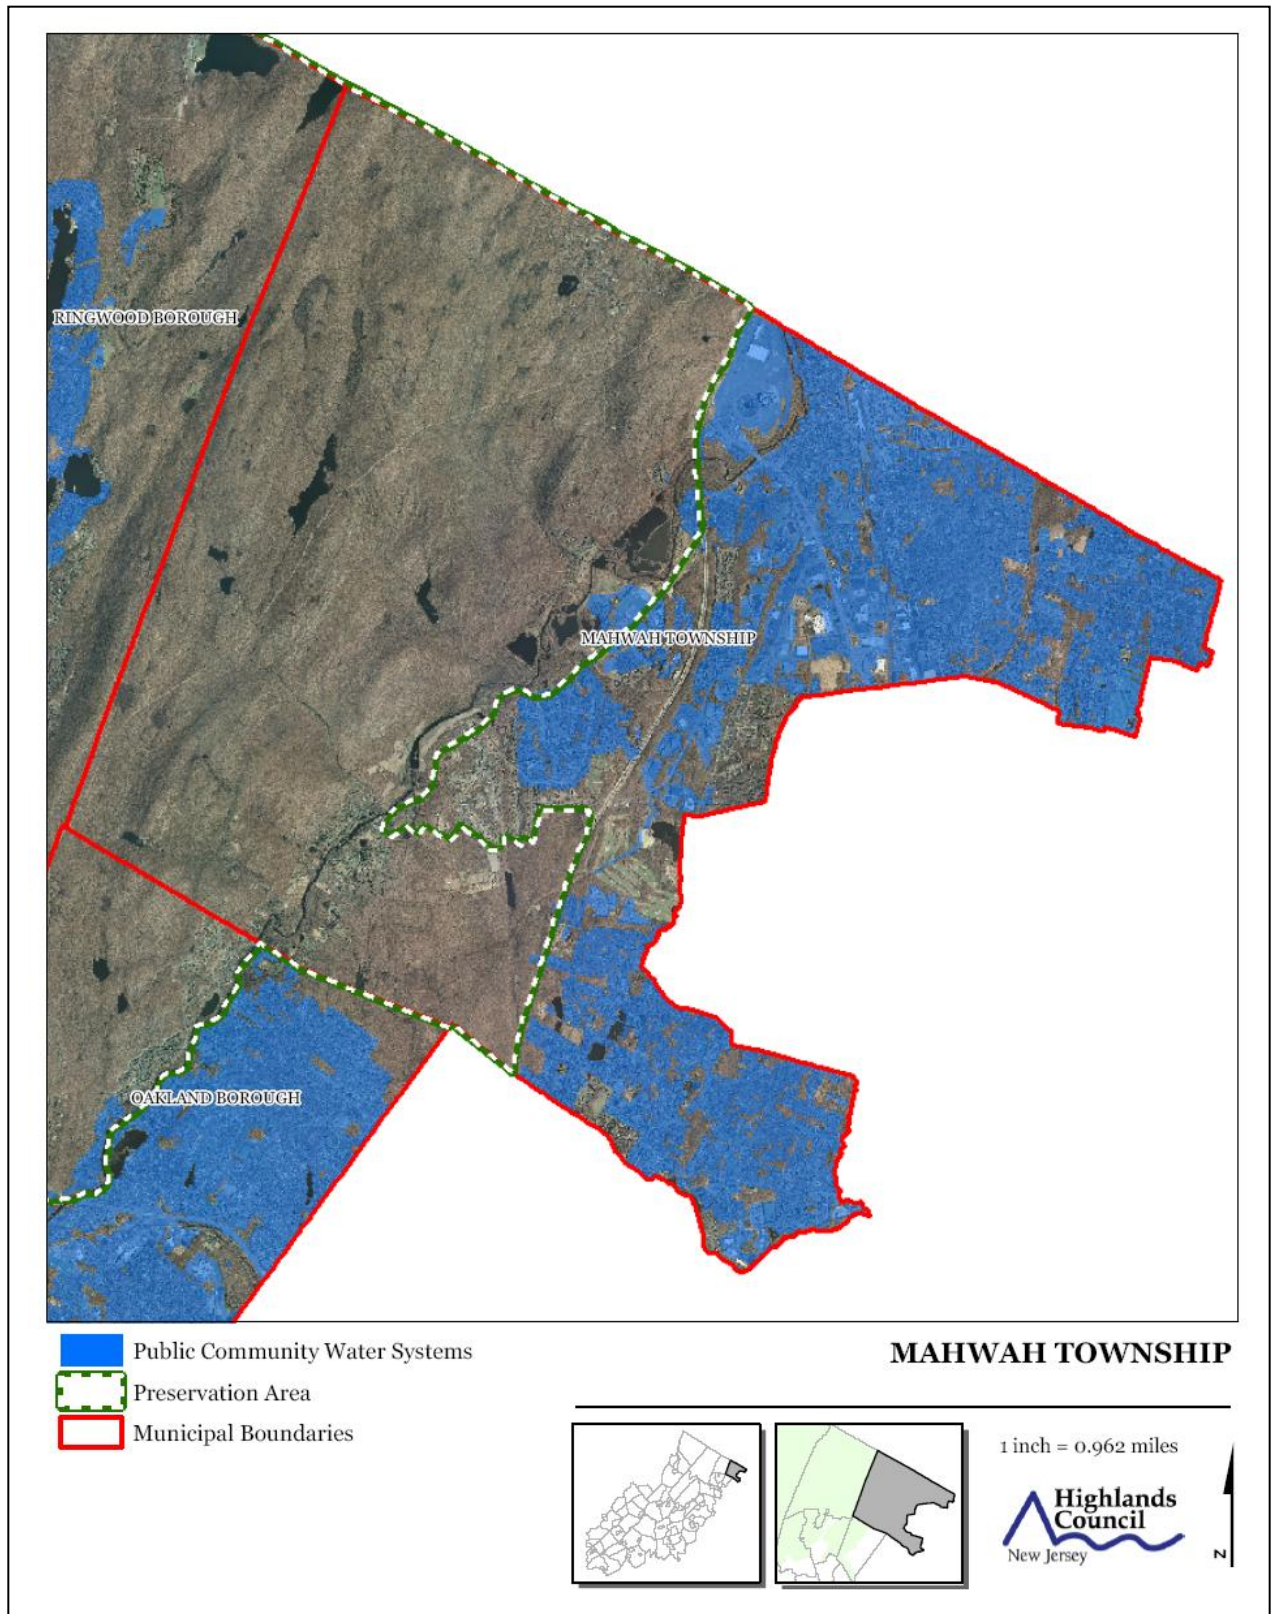 RINGWOOD BOROUGH
MAHWAH TOWNSHIP
OAKLAND BOROUGH
Public Community Water Systems
Preservation Area
Municipal Boundaries
MAHWAH TOWNSHIP
1 inch = 0.962 miles
Highlands
Council
New Jersey
N